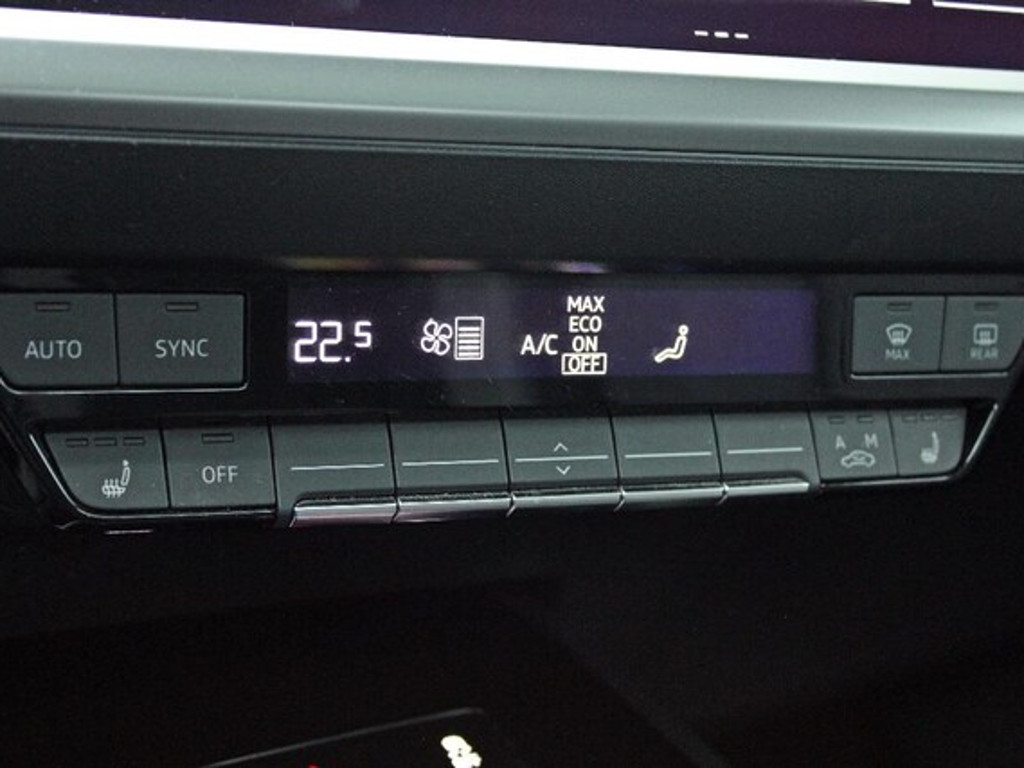 ---
AUTO
SYNC
22.5
A/C
MAX
ECO
ON
OFF
MAX
REAR
OFF
A M